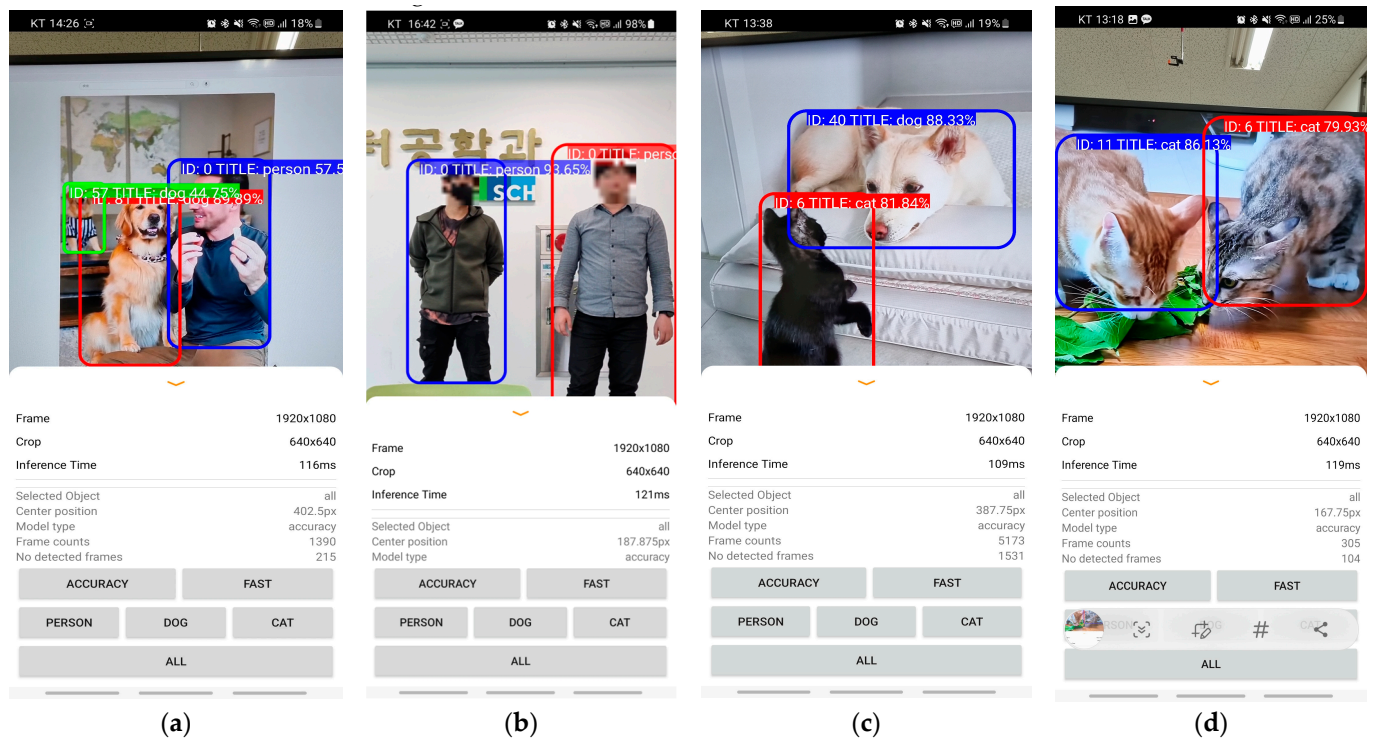 KT 14:26 18%
ID: 0 TITLE: person 57.5
ID: 57 TITLE: dog 44.75%
ID: 81 TITLE: dog 89.89%
Frame 1920x1080
Crop 640x640
Inference Time 116ms
Selected Object all
Center position 402.5px
Model type accuracy
Frame counts 1390
No detected frames 215
ACCURACY FAST
PERSON DOG CAT
ALL
(a)
KT 16:42 98%
공학과
ID: 0 TITLE: perso
ID: 0 TITLE: person 93.65%
SCH
Frame 1920x1080
Crop 640x640
Inference Time 121ms
Selected Object all
Center position 187.875px
Model type accuracy
ACCURACY FAST
PERSON DOG CAT
ALL
(b)
KT 13:38 19%
ID: 40 TITLE: dog 88.33%
ID: 6 TITLE: cat 81.84%
Frame 1920x1080
Crop 640x640
Inference Time 109ms
Selected Object all
Center position 387.75px
Model type accuracy
Frame counts 5173
No detected frames 1531
ACCURACY FAST
PERSON DOG CAT
ALL
(c)
KT 13:18 25%
ID: 6 TITLE: cat 79.93%
ID: 11 TITLE: cat 86.13%
Frame 1920x1080
Crop 640x640
Inference Time 119ms
Selected Object all
Center position 167.75px
Model type accuracy
Frame counts 305
No detected frames 104
ACCURACY FAST
RSON DOG CAT
ALL
(d)